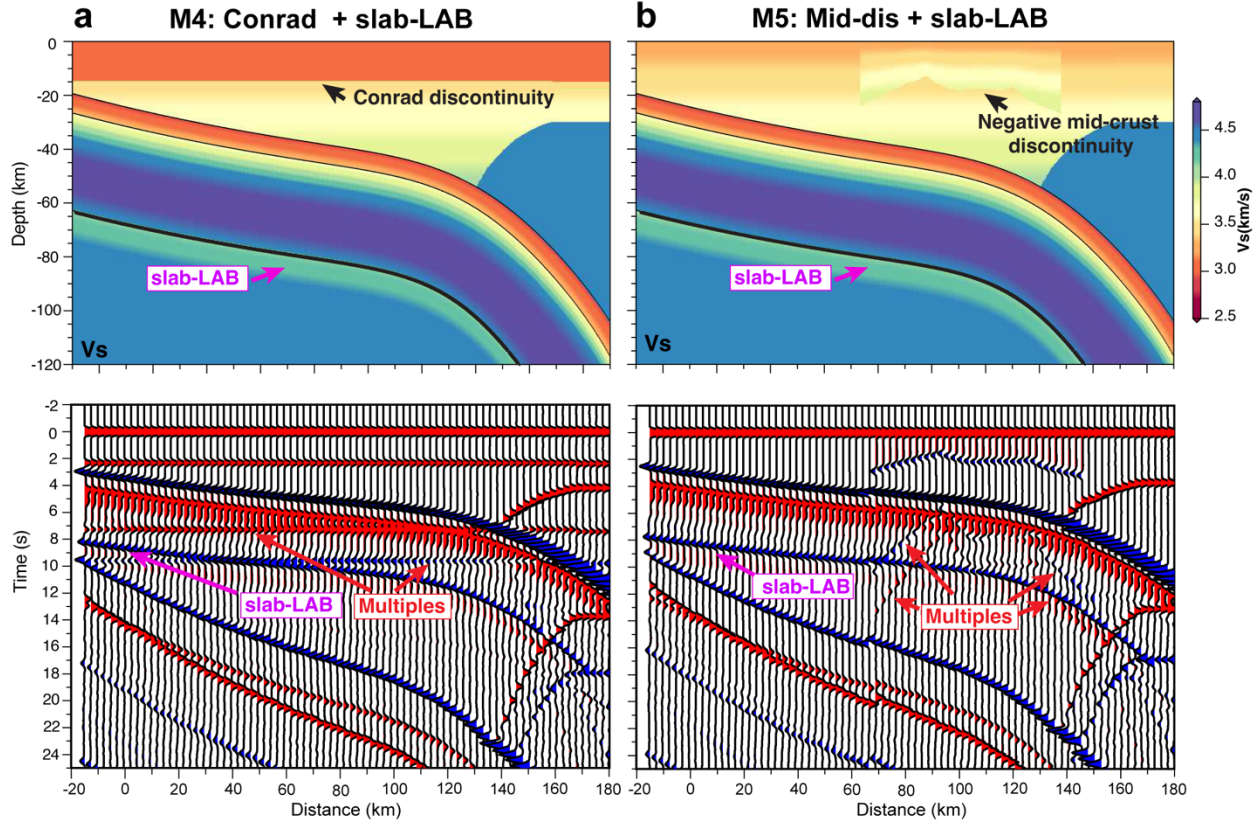 a M4: Conrad + slab-LAB
b M5: Mid-dis + slab-LAB
0
-20
-40
-60
-80
-100
-120
Depth (km)
Conrad discontinuity
slab-LAB
Vs
Negative mid-crust
discontinuity
slab-LAB
Vs
4.5
4.0
3.5
3.0
2.5
Vs(km/s)
-2
0
2
4
6
8
10
12
14
16
18
20
22
24
Time (s)
slab-LAB
Multiples
-20 0 20 40 60 80 100 120 140 160 180
Distance (km)
slab-LAB
Multiples
-20 0 20 40 60 80 100 120 140 160 180
Distance (km)